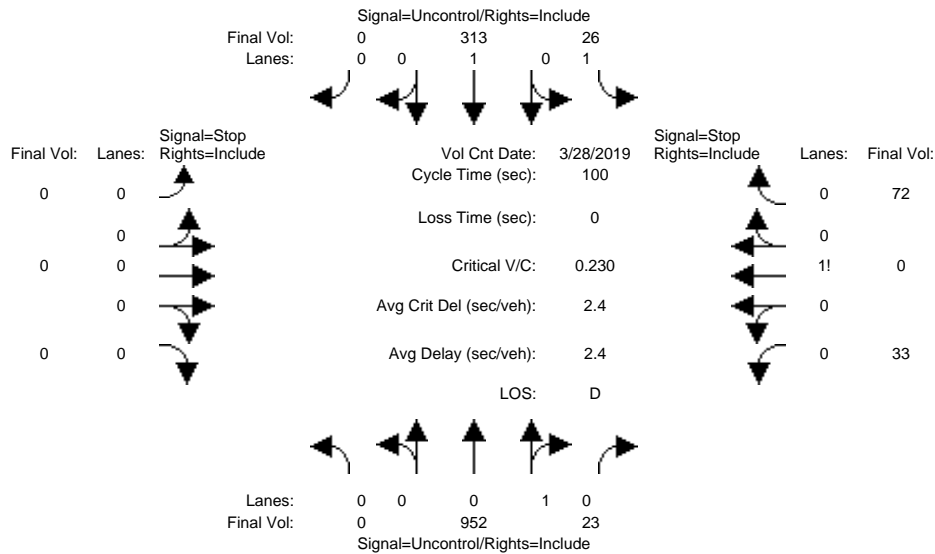 Signal=Uncontrol/Rights=Include
Final Vol: 0 313 26
Lanes: 0 0 1 0 1
Signal=Stop Signal=Stop
Final Vol: Lanes: Rights=Include Vol Cnt Date: 3/28/2019 Rights=Include Lanes: Final Vol:
Cycle Time (sec): 100
0 0 0 72
Loss Time (sec): 0
0 0
0 0 Critical V/C: 0.230 1! 0
0 Avg Crit Del (sec/veh): 2.4 0
0 0 Avg Delay (sec/veh): 2.4 0 33
LOS: D
Lanes: 0 0 0 1 0
Final Vol: 0 952 23
Signal=Uncontrol/Rights=Include